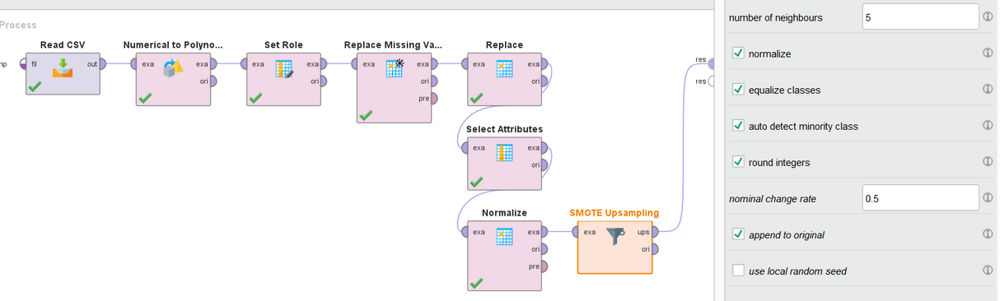 Process
Read CSV
Numerical to Polyno...
Set Role
Replace Missing Va...
Replace
np
fil
out
exa
exa
ori
exa
exa
ori
exa
exa
ori
pre
exa
exa
ori
res
res
Select Attributes
exa
exa
ori
Normalize
exa
exa
ori
pre
SMOTE Upsampling
exa
ups
ori
number of neighbours
5
normalize
equalize classes
auto detect minority class
round integers
nominal change rate
0.5
append to original
use local random seed